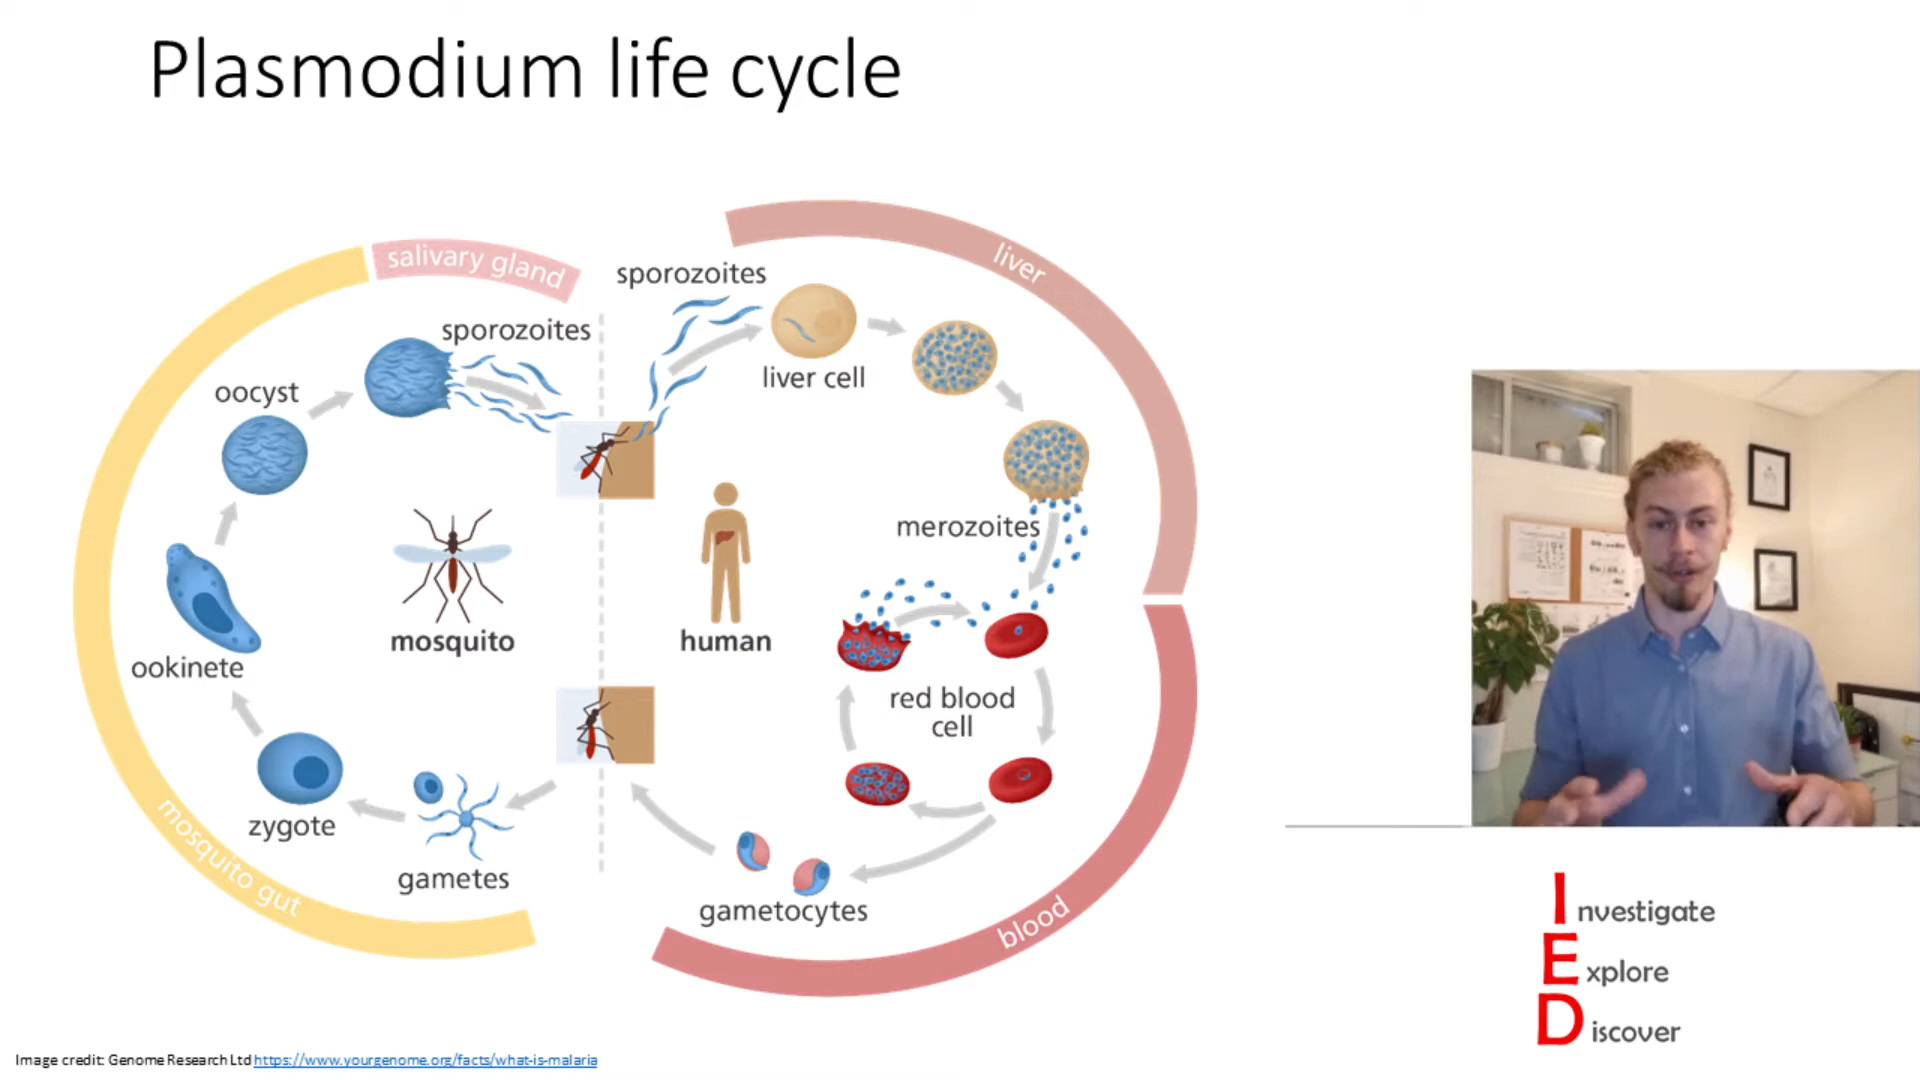 Plasmodium life cycle
salivary gland
liver
sporozoites
sporozoites
liver cell
oocyst
merozoites
mosquito
human
ookinete
red blood
cell
zygote
gametes
gametocytes
mosquito gut
blood
Investigate
Explore
Discover
Image credit: Genome Research Ltd https://www.yourgenome.org/facts/what-is-malaria